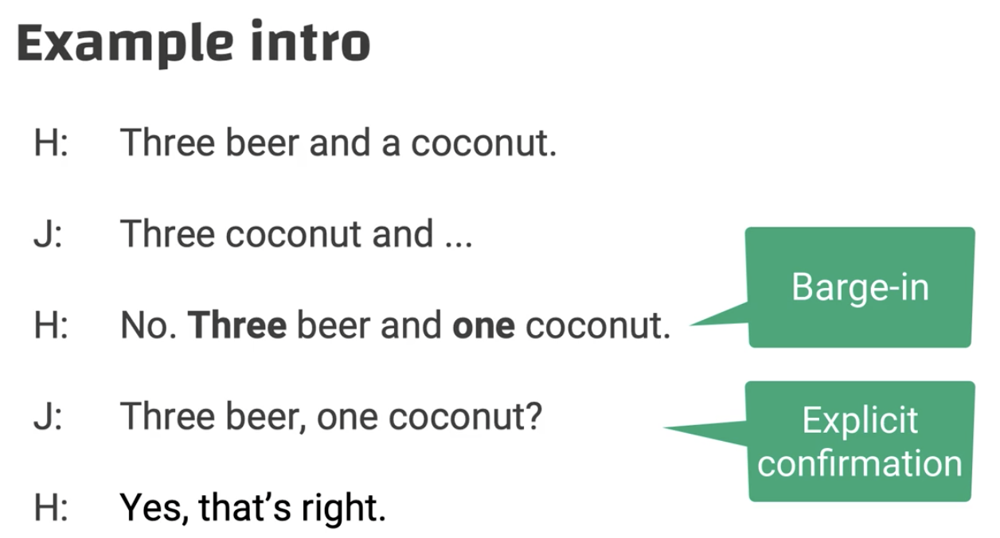 Example intro
H: Three beer and a coconut.
J: Three coconut and ...
H: No. Three beer and one coconut.
Barge-in
J: Three beer, one coconut?
Explicit
confirmation
H: Yes, that’s right.